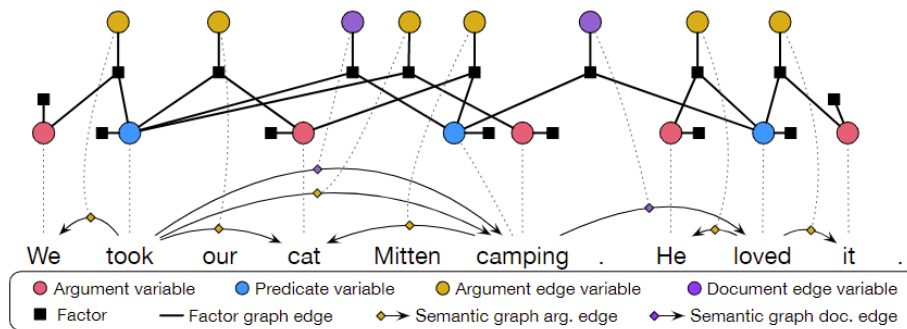 We took our cat Mitten camping . He loved it .
Argument variable Predicate variable Argument edge variable Document edge variable
Factor Factor graph edge Semantic graph arg. edge Semantic graph doc. edge